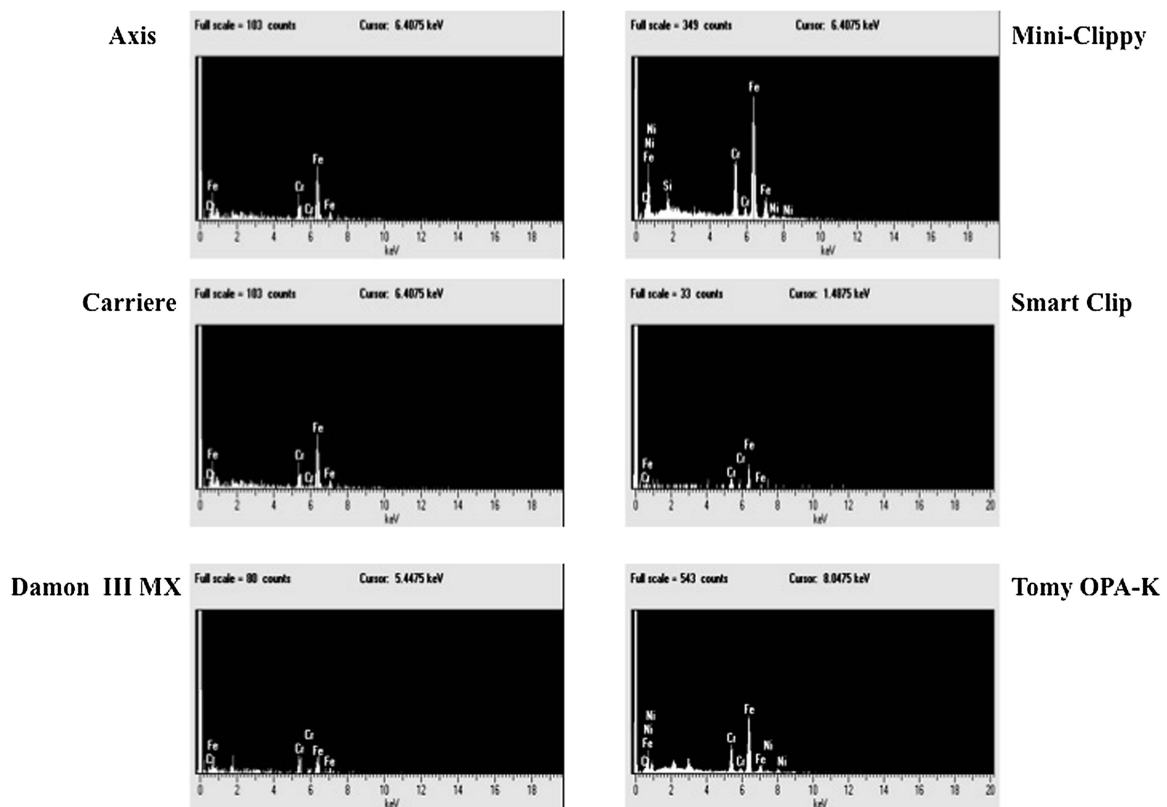 Axis
Full scale = 103 counts Cursor: 6.4075 keV
Fe
Cr
Cr
Cr
Fe
Fe
0 2 4 6 8 10 12 14 16 18
keV
Mini-Clippy
Full scale = 349 counts Cursor: 6.4075 keV
Ni
Ni
Fe
Cr
Si
Cr
Cr
Fe
Fe
Ni
Ni
0 2 4 6 8 10 12 14 16 18
keV
Carriere
Full scale = 103 counts Cursor: 6.4075 keV
Fe
Cr
Cr
Cr
Fe
Fe
0 2 4 6 8 10 12 14 16 18
keV
Smart Clip
Full scale = 33 counts Cursor: 1.4875 keV
Fe
Cr
Cr
Cr
Fe
Fe
0 2 4 6 8 10 12 14 16 18 20
keV
Damon III MX
Full scale = 80 counts Cursor: 5.4475 keV
Fe
Cr
Cr
Cr
Fe
Fe
0 2 4 6 8 10 12 14 16 18
keV
Tomy OPA-K
Full scale = 543 counts Cursor: 8.0475 keV
Ni
Ni
Fe
Cr
Cr
Cr
Fe
Fe
Ni
Ni
0 2 4 6 8 10 12 14 16 18 20
keV